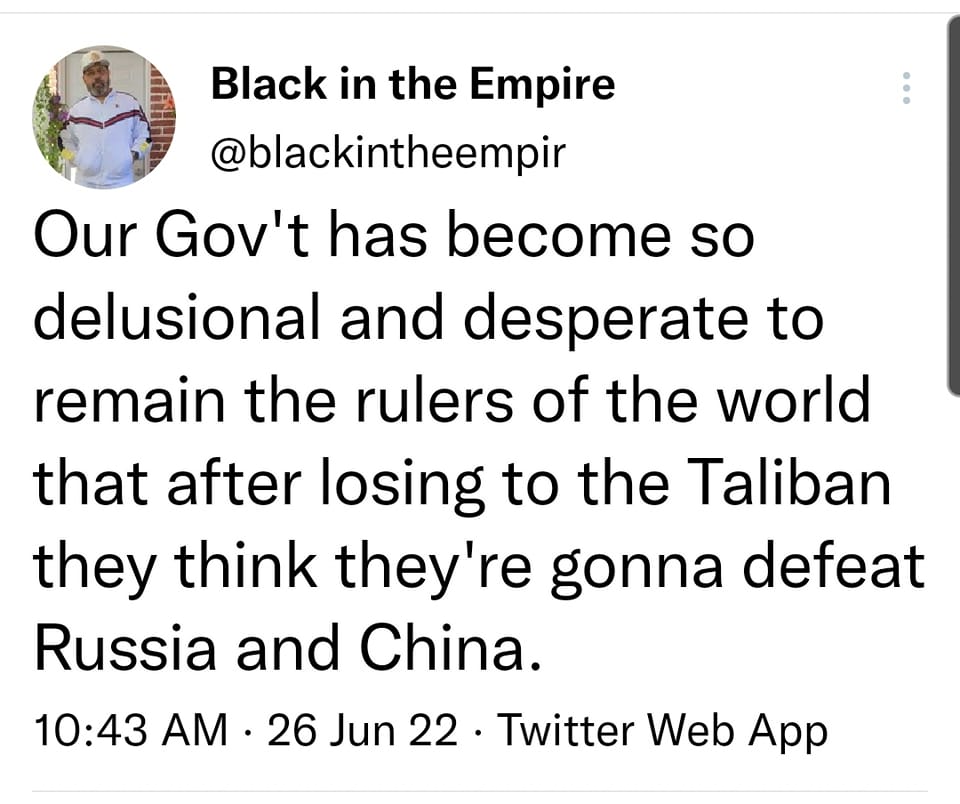 Black in the Empire
@blackintheempir
Our Gov't has become so
delusional and desperate to
remain the rulers of the world
that after losing to the Taliban
they think they're gonna defeat
Russia and China.
10:43 AM · 26 Jun 22 · Twitter Web App